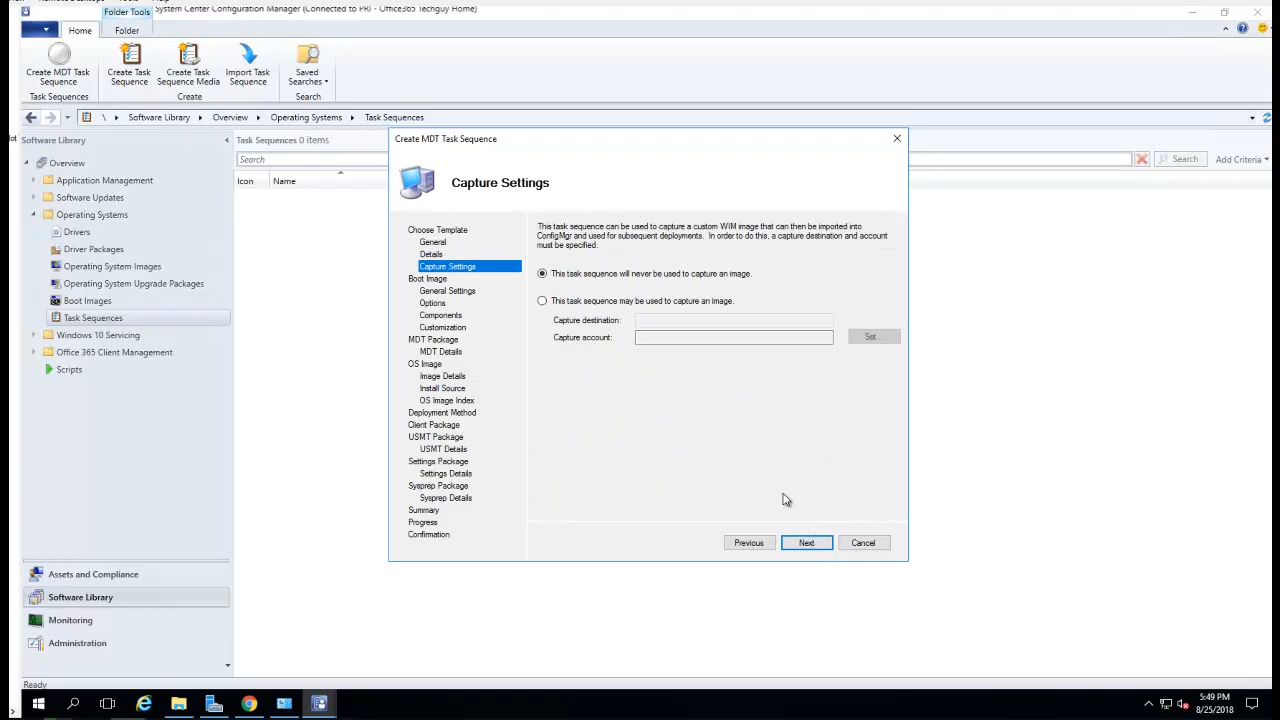 Folder Tools System Center Configuration Manager (Connected to PRI - Office365 Techguy Home)
Home Folder
Create MDT Task Sequence
Create Task Sequence
Create Task Sequence Media
Import Task Sequence
Saved Searches
Task Sequences Create Search
\ Software Library Overview Operating Systems Task Sequences
Software Library
Overview
Application Management
Software Updates
Operating Systems
Drivers
Driver Packages
Operating System Images
Operating System Upgrade Packages
Boot Images
Task Sequences
Windows 10 Servicing
Office 365 Client Management
Scripts
Assets and Compliance
Software Library
Monitoring
Administration
Ready
Task Sequences 0 items
Search
Search Add Criteria
Icon Name
Create MDT Task Sequence
Capture Settings
Choose Template
General
Details
Capture Settings
Boot Image
General Settings
Options
Components
Customization
MDT Package
MDT Details
OS Image
Image Details
Install Source
OS Image Index
Deployment Method
Client Package
USMT Package
USMT Details
Settings Package
Settings Details
Sysprep Package
Sysprep Details
Summary
Progress
Confirmation
This task sequence can be used to capture a custom WIM image that can then be imported into
ConfigMgr and used for subsequent deployments. In order to do this, a capture destination and account
must be specified.
This task sequence will never be used to capture an image.
This task sequence may be used to capture an image.
Capture destination:
Capture account:
Set...
Previous Next Cancel
5:49 PM
8/25/2018